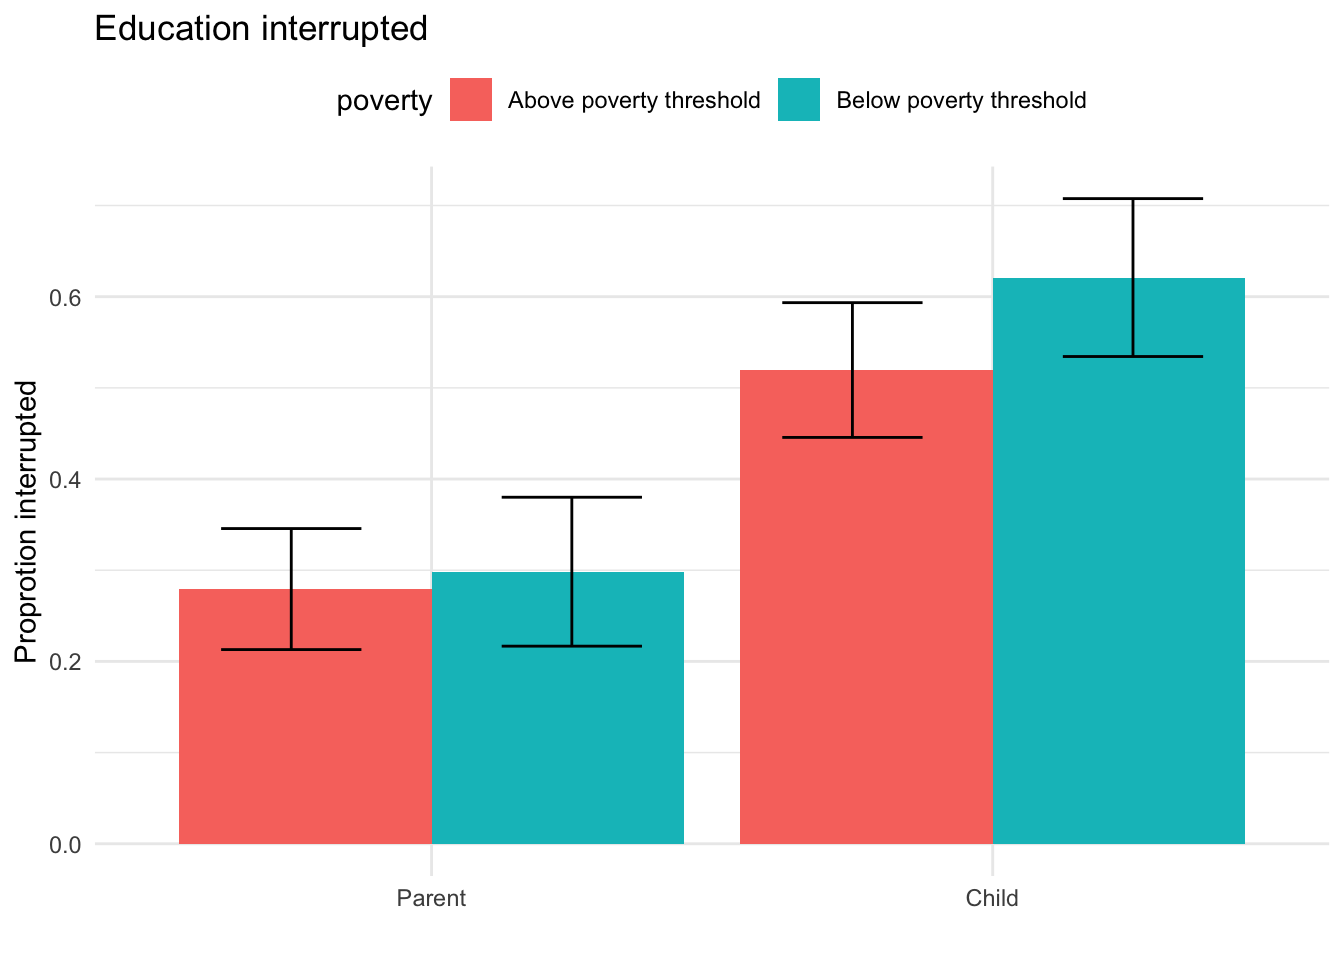 Education interrupted
poverty Above poverty threshold Below poverty threshold
Proprotion interrupted
0.6
0.4
0.2
0.0
Parent Child